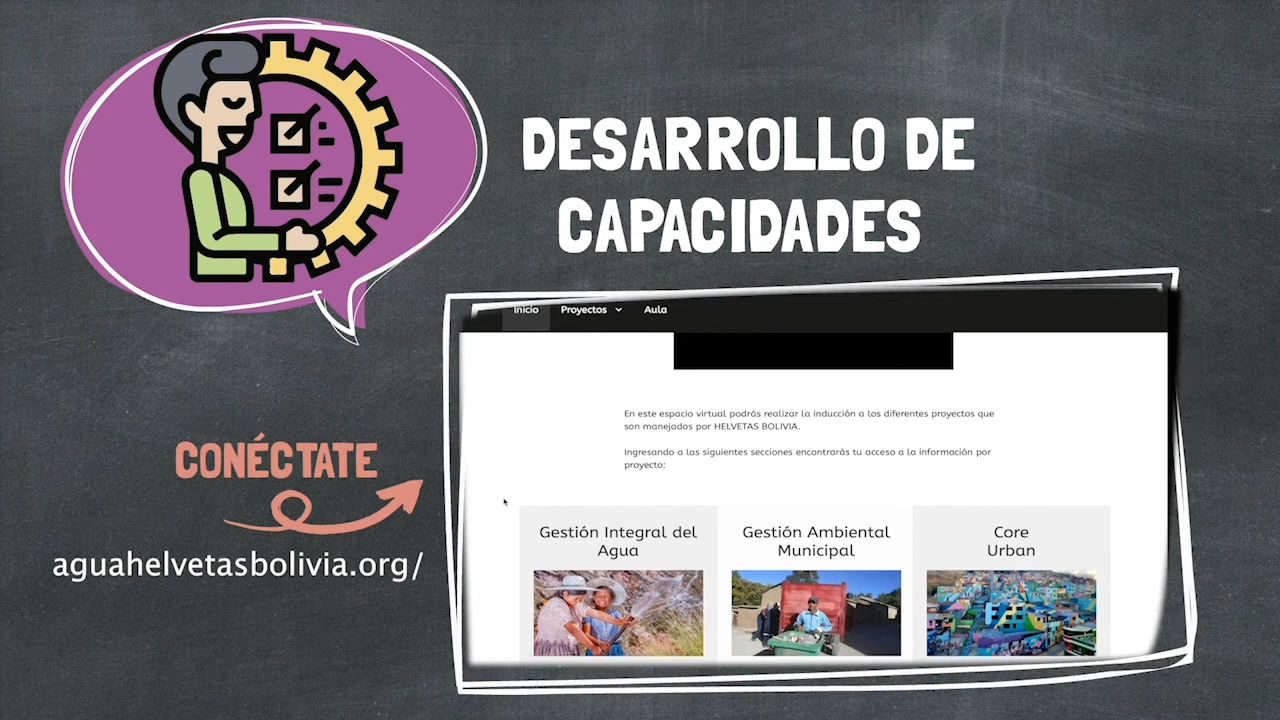 DESARROLLO DE
CAPACIDADES
Inicio
Proyectos
Aula
En este espacio virtual podrás realizar la inducción a los diferentes proyectos que
son manejados por HELVETAS BOLIVIA.
Ingresando a las siguientes secciones encontrarás tu acceso a la información por
proyecto:
CONÉCTATE
aguahelvetasbolivia.org/
Gestión Integral del
Agua
Gestión Ambiental
Municipal
Core
Urban